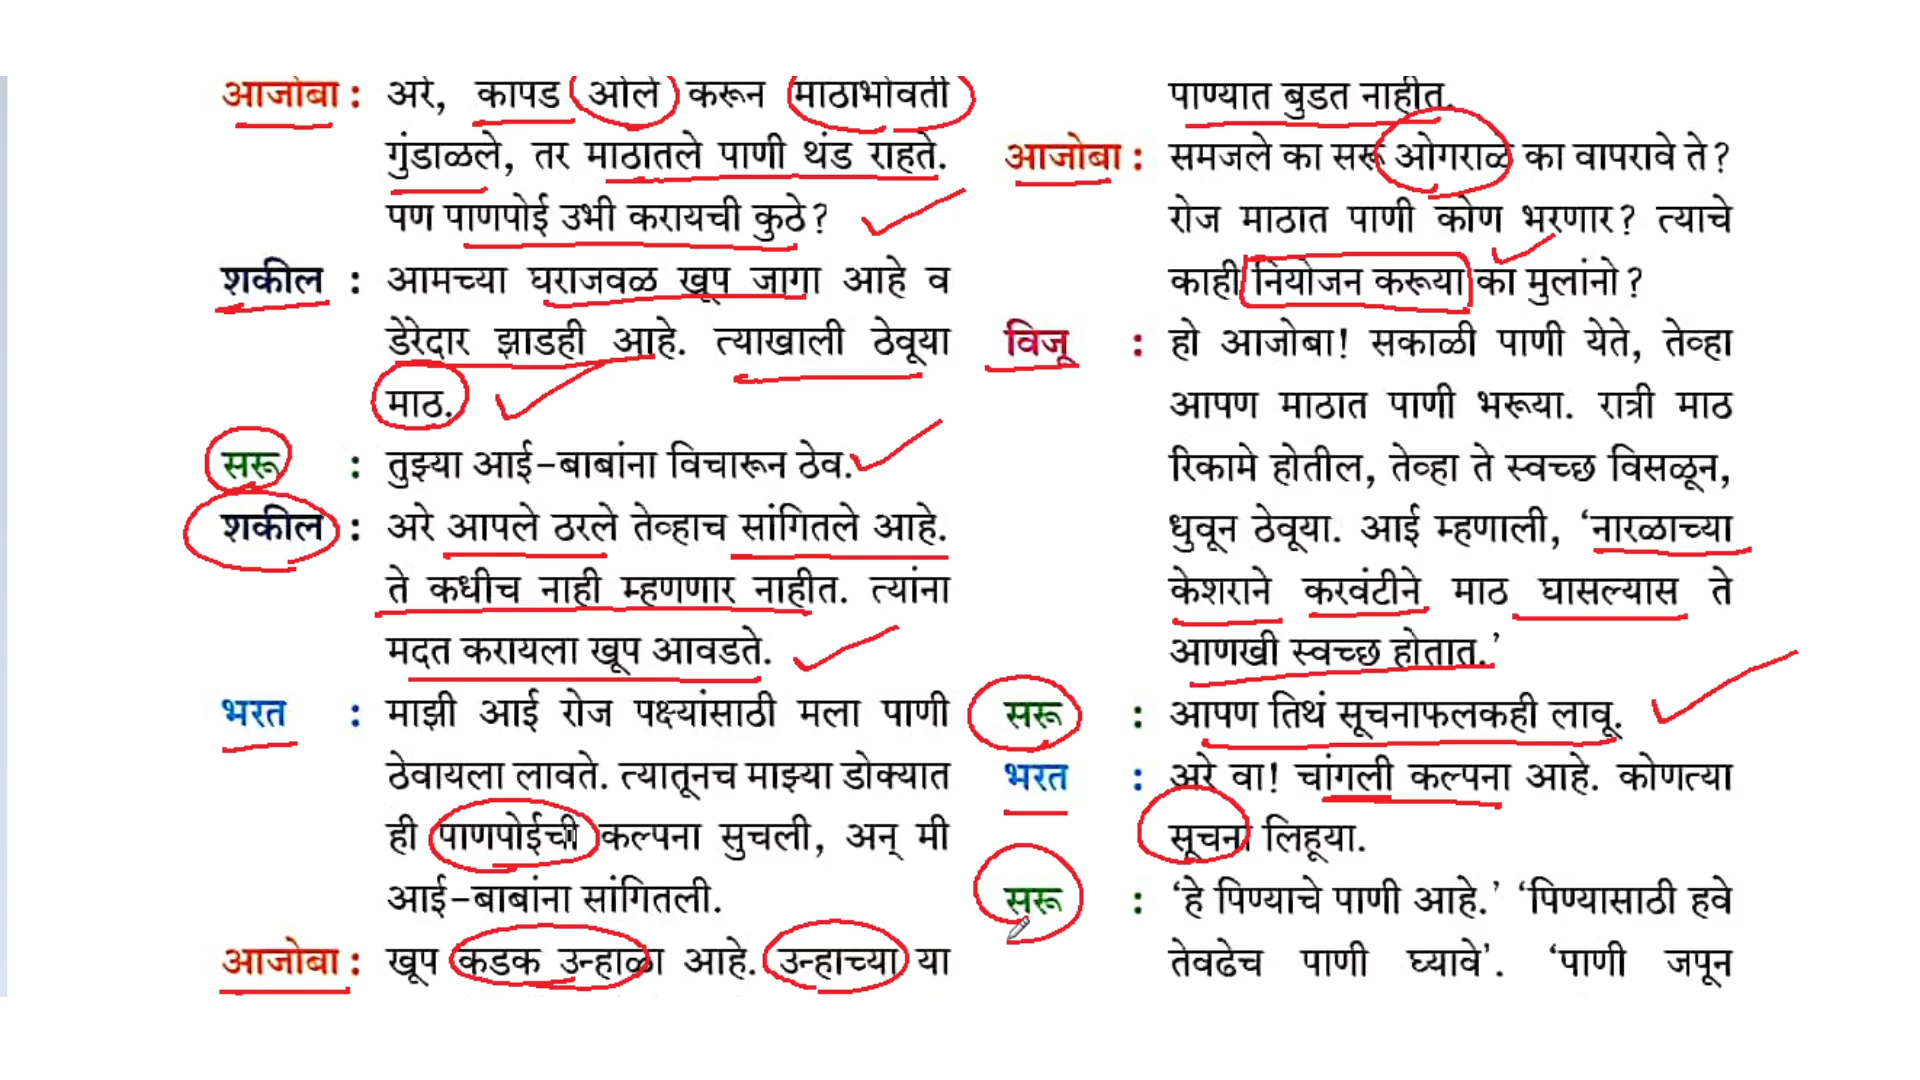 आजोबा : अरे, कापड ओले करून माठाभोवती
गुंडाळले, तर माठातले पाणी थंड राहते.
पण पाणपोई उभी करायची कुठे?
शकील : आमच्या घराजवळ खूप जागा आहे व
डेरेदार झाडही आहे. त्याखाली ठेवूया
माठ.
सरू : तुझ्या आई-बाबांना विचारून ठेव.
शकील : अरे आपले ठरले तेव्हाच सांगितले आहे.
ते कधीच नाही म्हणणार नाहीत. त्यांना
मदत करायला खूप आवडते.
भरत : माझी आई रोज पक्ष्यांसाठी मला पाणी
ठेवायला लावते. त्यातूनच माझ्या डोक्यात
ही पाणपोईची कल्पना सुचली, अन् मी
आई-बाबांना सांगितली.
आजोबा : खूप कडक उन्हाळा आहे. उन्हाच्या या
पाण्यात बुडत नाहीत.
आजोबा : समजले का सरू ओगराळे का वापरावे ते?
रोज माठात पाणी कोण भरणार? त्याचे
काही नियोजन करूया का मुलांनो?
विजू : हो आजोबा! सकाळी पाणी येते, तेव्हा
आपण माठात पाणी भरूया. रात्री माठ
रिकामे होतील, तेव्हा ते स्वच्छ विसळून,
धुवून ठेवूया. आई म्हणाली, ‘नारळाच्या
केशराने करवंटीने माठ घासल्यास ते
आणखी स्वच्छ होतात.’
सरू : आपण तिथं सूचनाफलकही लावू.
भरत : अरे वा! चांगली कल्पना आहे. कोणत्या
सूचना लिहूया.
सरू : ‘हे पिण्याचे पाणी आहे.’ ‘पिण्यासाठी हवे
तेवढेच पाणी घ्यावे’. ‘पाणी जपून